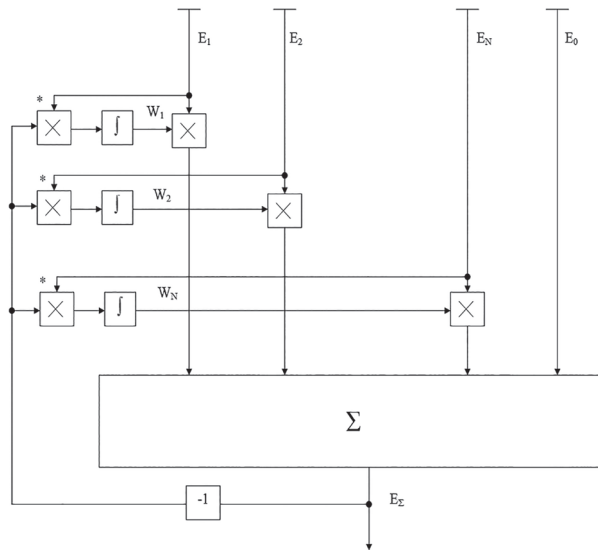 E₁ E₂ E_N E₀
*
∫ W₁
*
∫ W₂
*
∫ W_N
Σ
-1 E_Σ